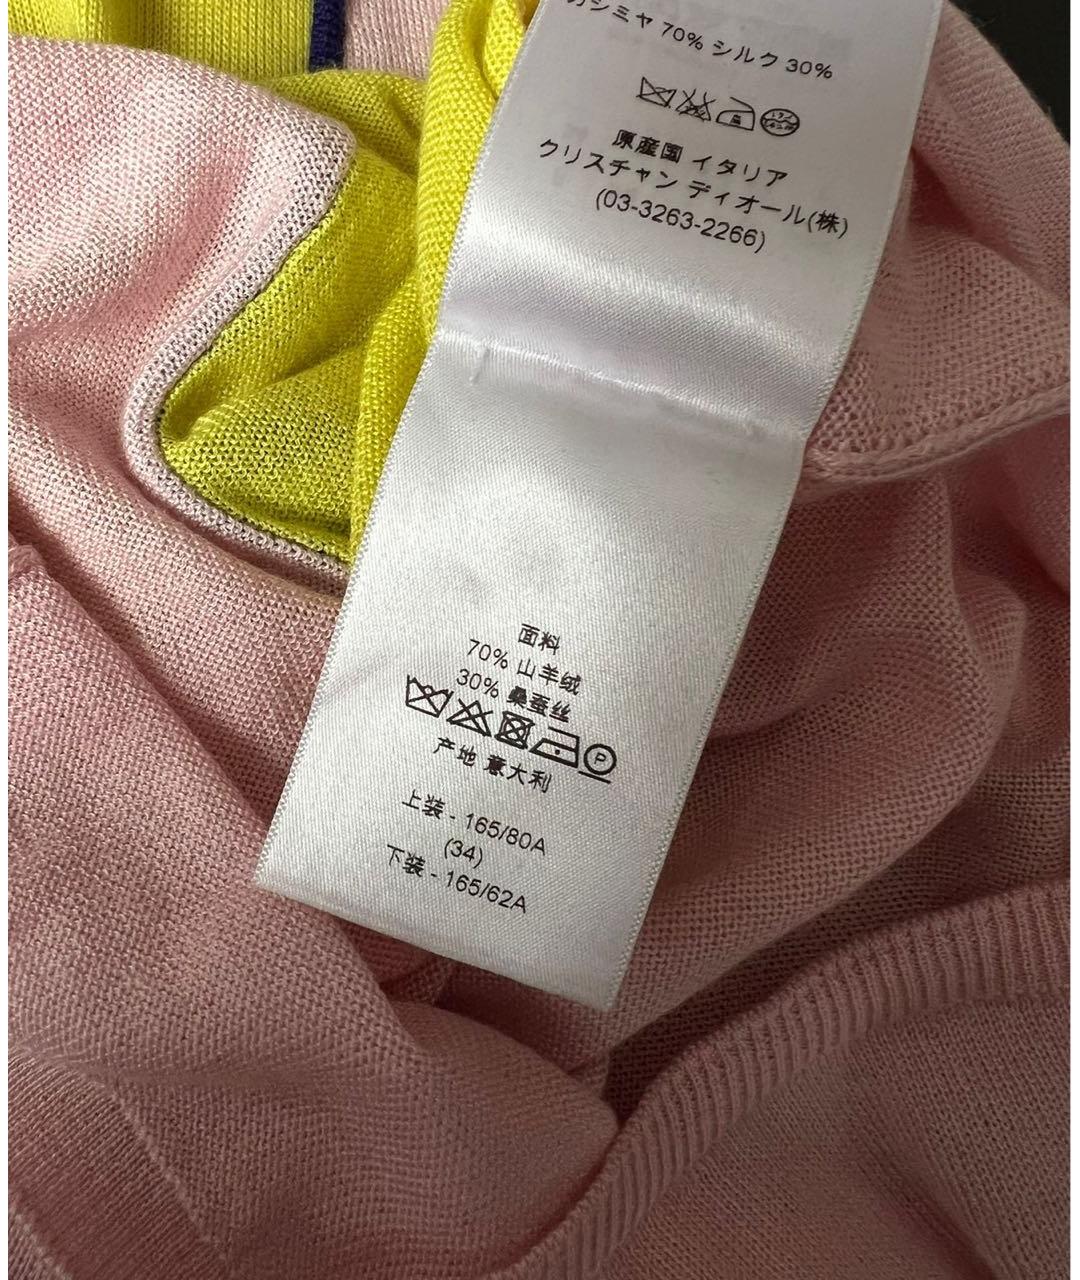 カシミヤ 70% シルク 30%
原産国 イタリア
クリスチャン ディオール(株)
(03-3263-2266)
面料
70% 山羊绒
30% 桑蚕丝
P
产地 意大利
上装 - 165/80A
(34)
下装 - 165/62A